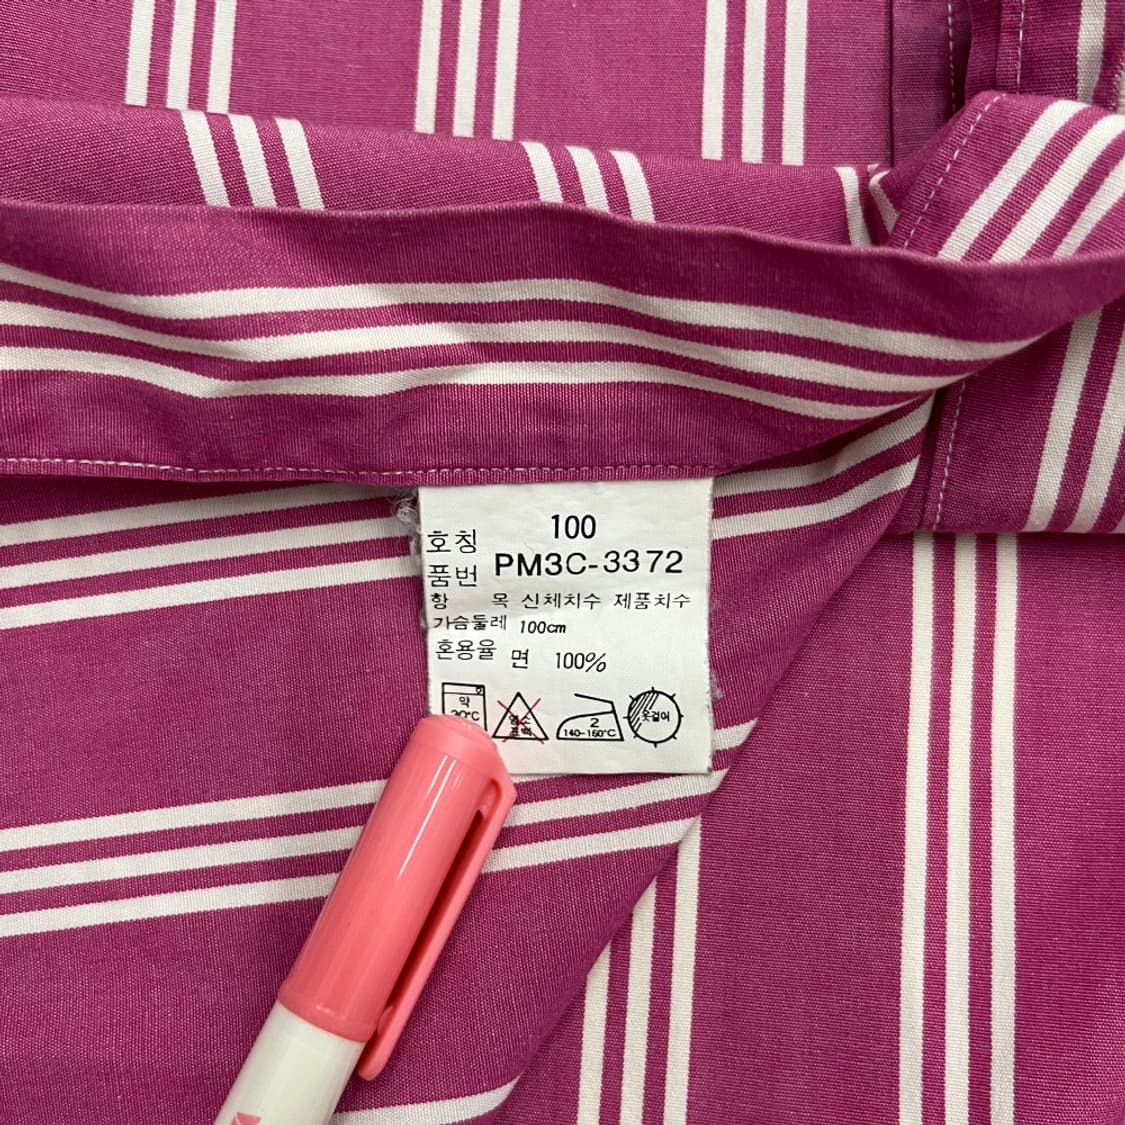 호칭 100
품번 PM3C-3372
항 목 신체치수 제품치수
가슴둘레 100cm
혼용율 면 100%
약 30°C
염소 표백
2 140-160°C
옷걸이